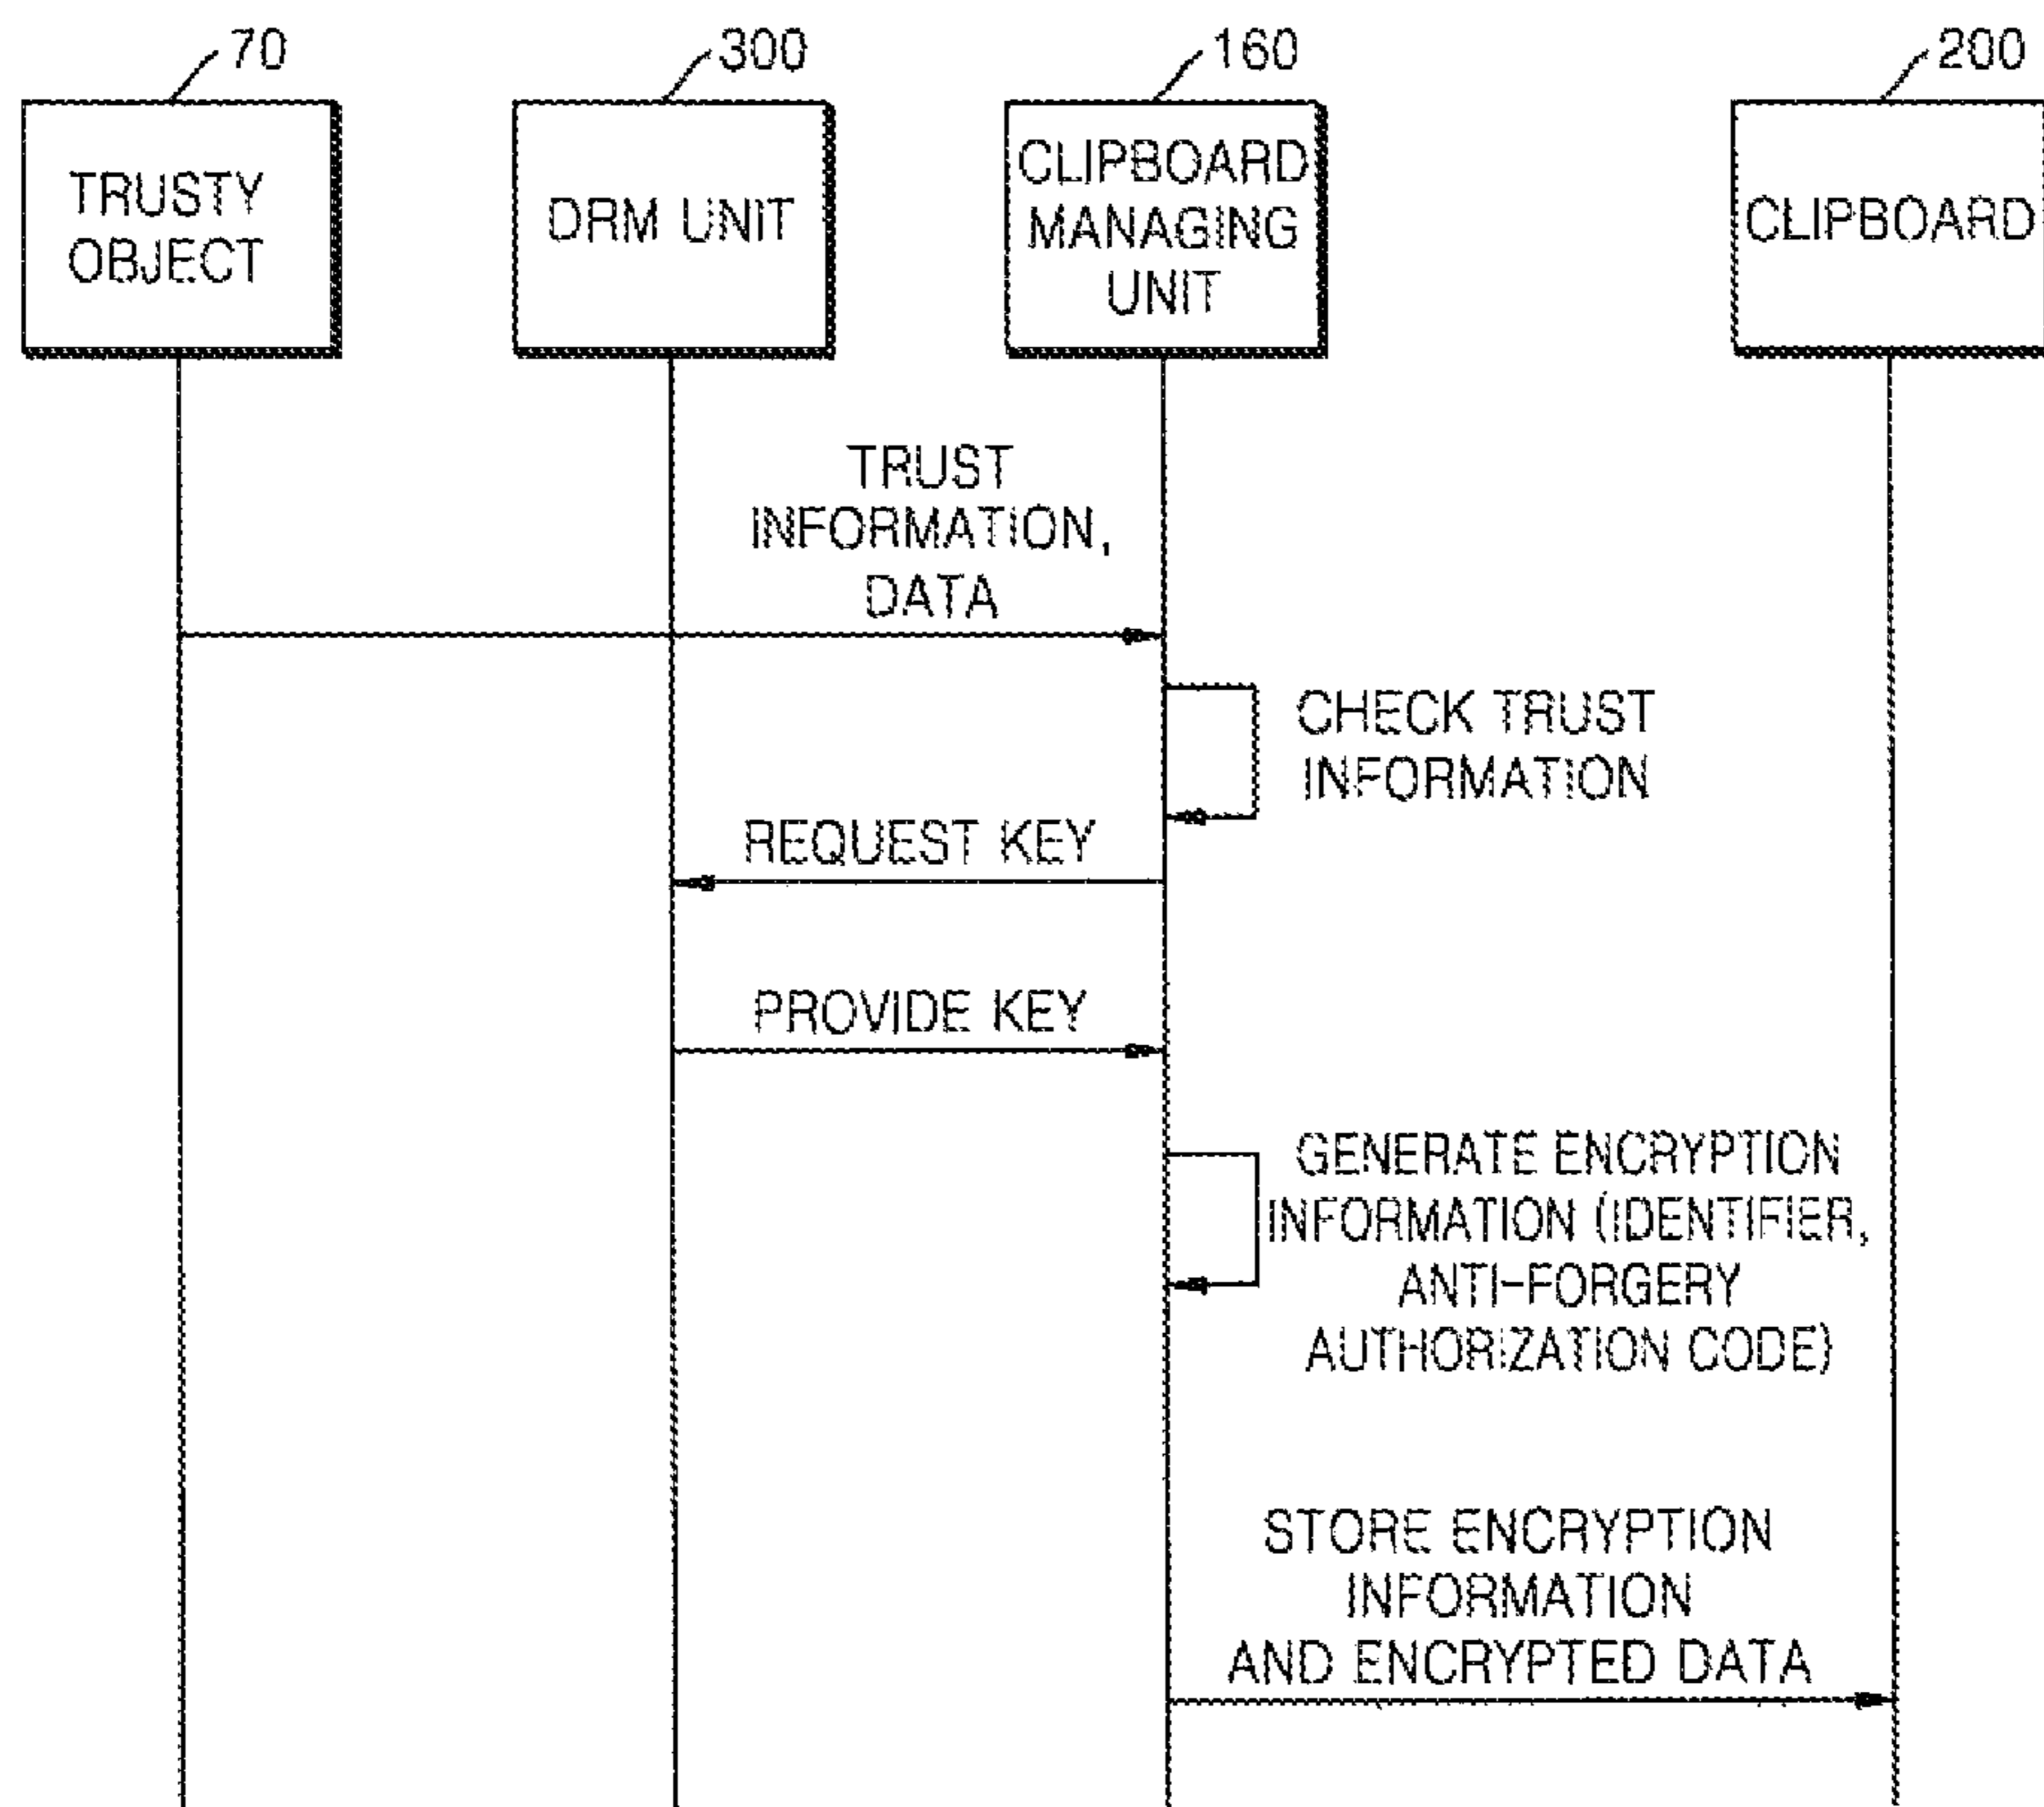 70
300
160
200
TRUSTY
OBJECT
DRM UNIT
CLIPBOARD
MANAGING
UNIT
CLIPBOARD
TRUST
INFORMATION,
DATA
CHECK TRUST
INFORMATION
REQUEST KEY
PROVIDE KEY
GENERATE ENCRYPTION
INFORMATION (IDENTIFIER,
ANTI-FORGERY
AUTHORIZATION CODE)
STORE ENCRYPTION
INFORMATION
AND ENCRYPTED DATA